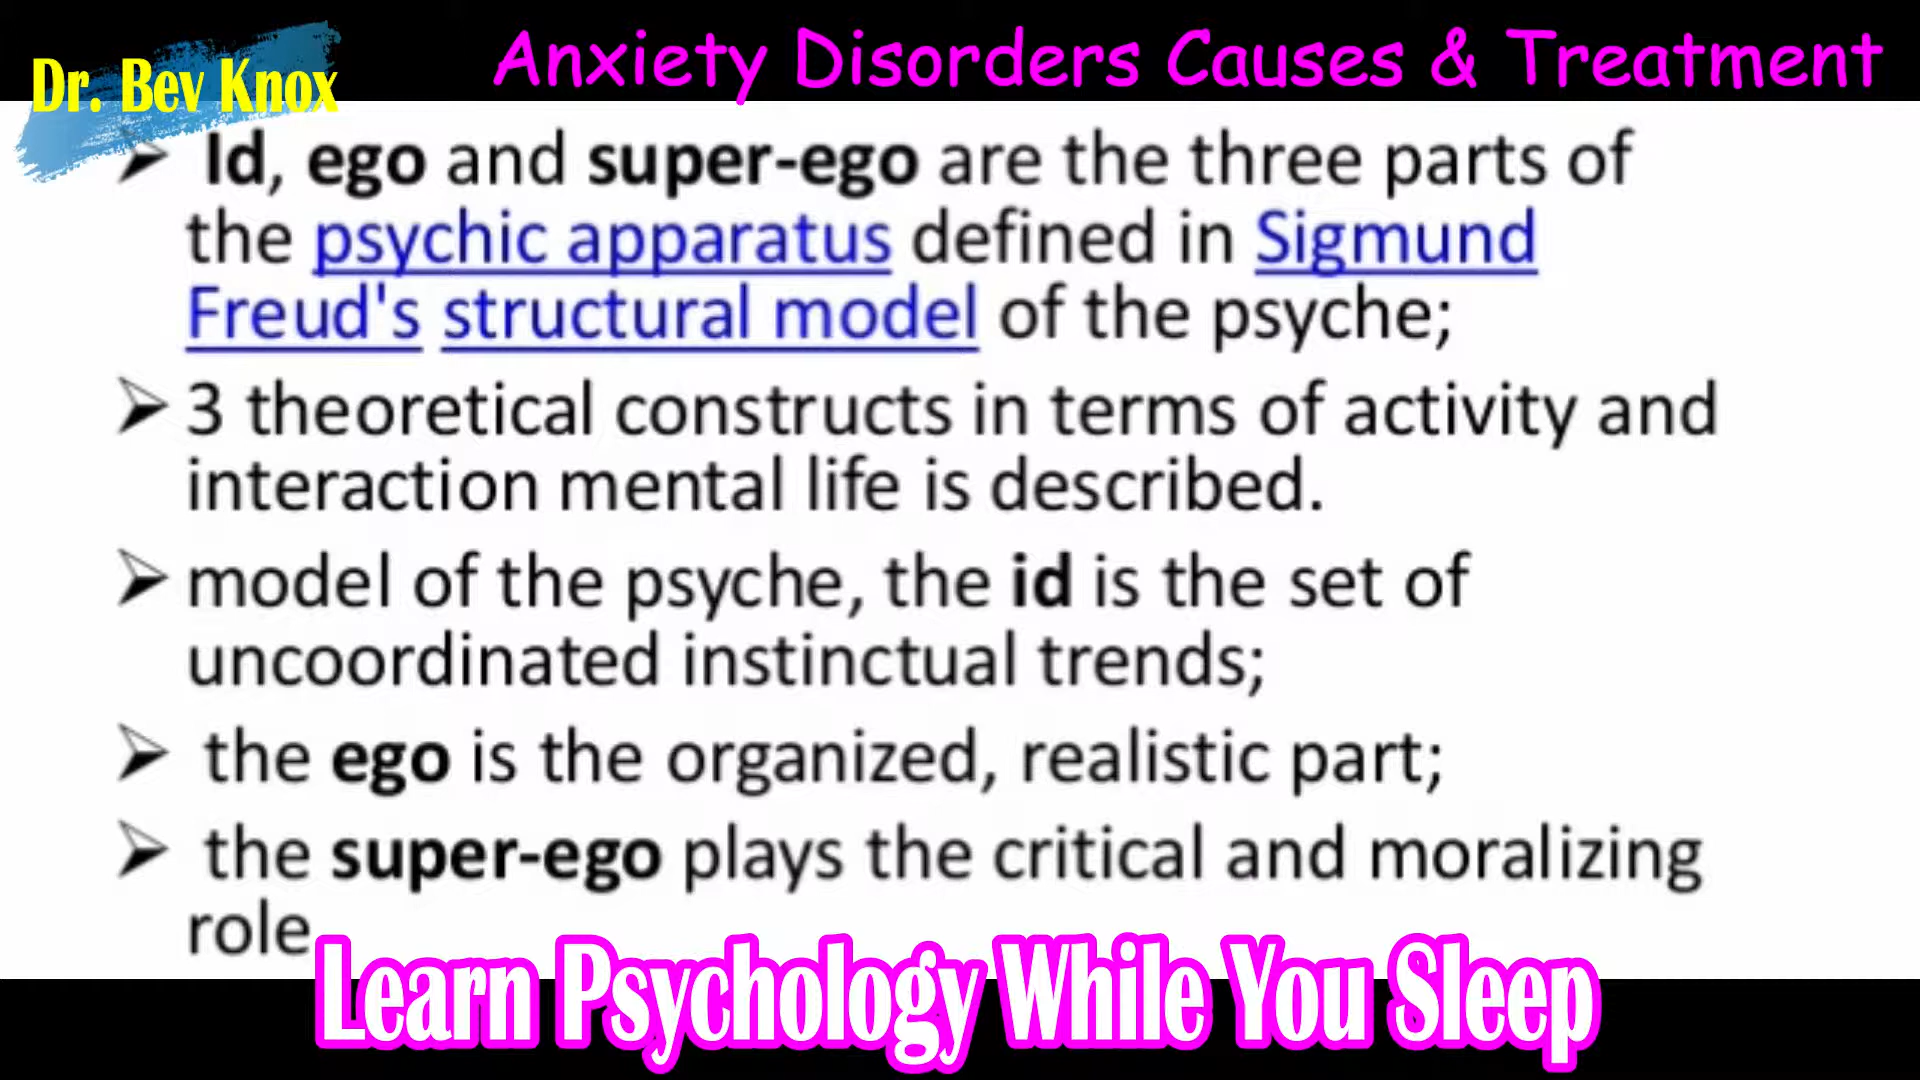 Dr. Bev Knox
Anxiety Disorders Causes & Treatment
Id, ego and super-ego are the three parts of
the psychic apparatus defined in Sigmund
Freud's structural model of the psyche;
3 theoretical constructs in terms of activity and
interaction mental life is described.
model of the psyche, the id is the set of
uncoordinated instinctual trends;
the ego is the organized, realistic part;
the super-ego plays the critical and moralizing
role
Learn Psychology While You Sleep